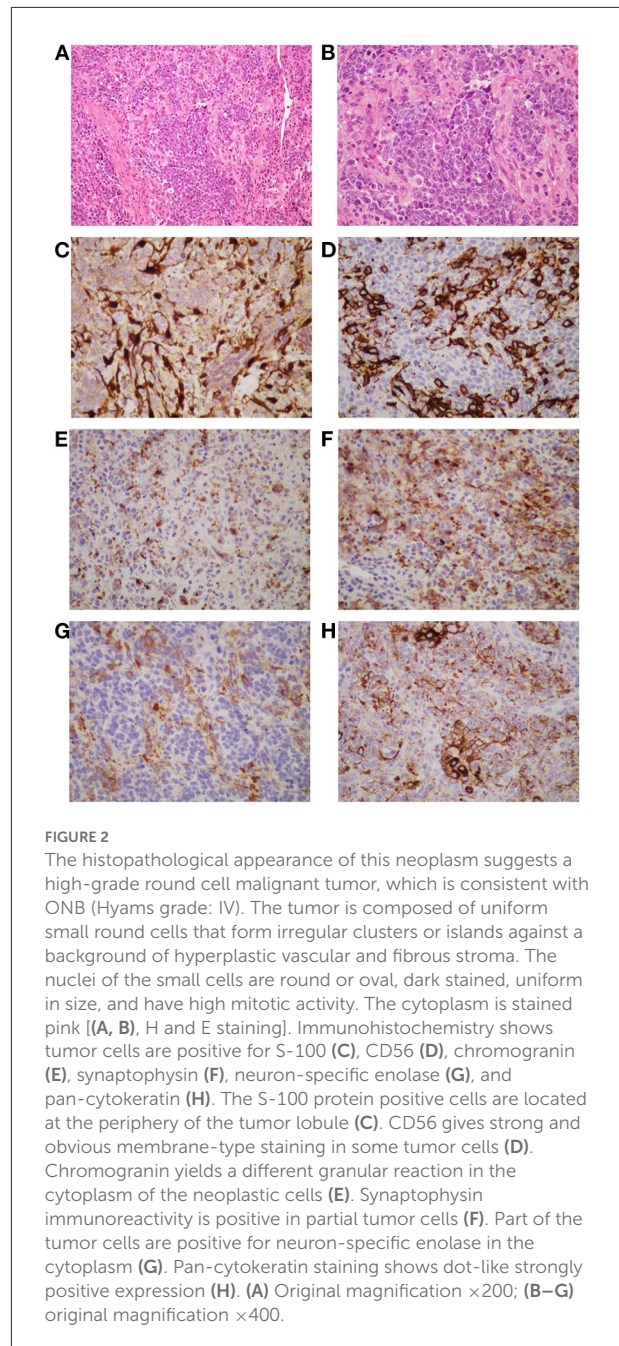 A
B
C
D
E
F
G
H
FIGURE 2
The histopathological appearance of this neoplasm suggests a
high-grade round cell malignant tumor, which is consistent with
ONB (Hyams grade: IV). The tumor is composed of uniform
small round cells that form irregular clusters or islands against a
background of hyperplastic vascular and fibrous stroma. The
nuclei of the small cells are round or oval, dark stained, uniform
in size, and have high mitotic activity. The cytoplasm is stained
pink [(A, B), H and E staining]. Immunohistochemistry shows
tumor cells are positive for S-100 (C), CD56 (D), chromogranin
(E), synaptophysin (F), neuron-specific enolase (G), and
pan-cytokeratin (H). The S-100 protein positive cells are located
at the periphery of the tumor lobule (C). CD56 gives strong and
obvious membrane-type staining in some tumor cells (D).
Chromogranin yields a different granular reaction in the
cytoplasm of the neoplastic cells (E). Synaptophysin
immunoreactivity is positive in partial tumor cells (F). Part of the
tumor cells are positive for neuron-specific enolase in the
cytoplasm (G). Pan-cytokeratin staining shows dot-like strongly
positive expression (H). (A) Original magnification ×200; (B–G)
original magnification ×400.